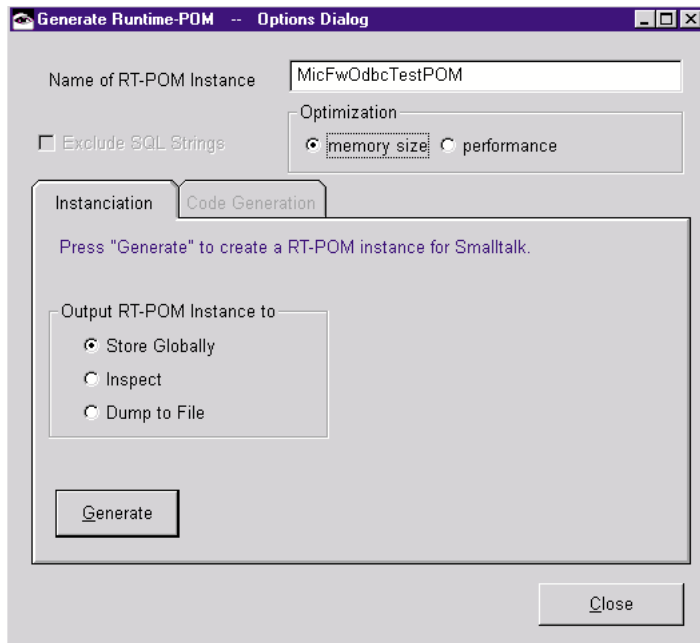 Generate Runtime-POM -- Options Dialog
Name of RT-POM Instance MicFwOdbcTestPOM
Optimization
Exclude SQL Strings memory size performance
Instanciation Code Generation
Press "Generate" to create a RT-POM instance for Smalltalk.
Output RT-POM Instance to
Store Globally
Inspect
Dump to File
Generate
Close